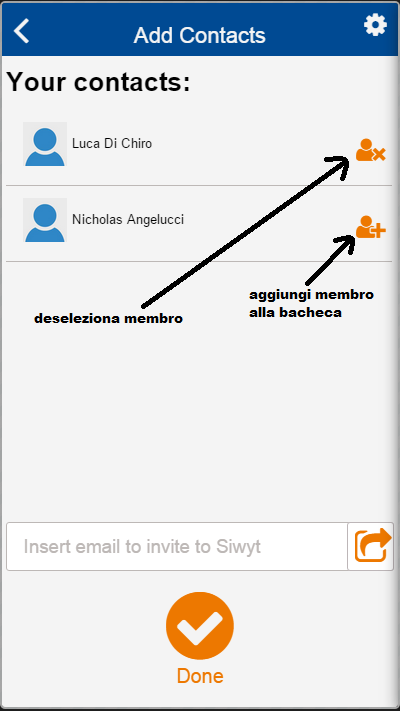 Add Contacts
Your contacts:
Luca Di Chiro
Nicholas Angelucci
deseleziona membro
aggiungi membro
alla bacheca
Insert email to invite to Siwyt
Done